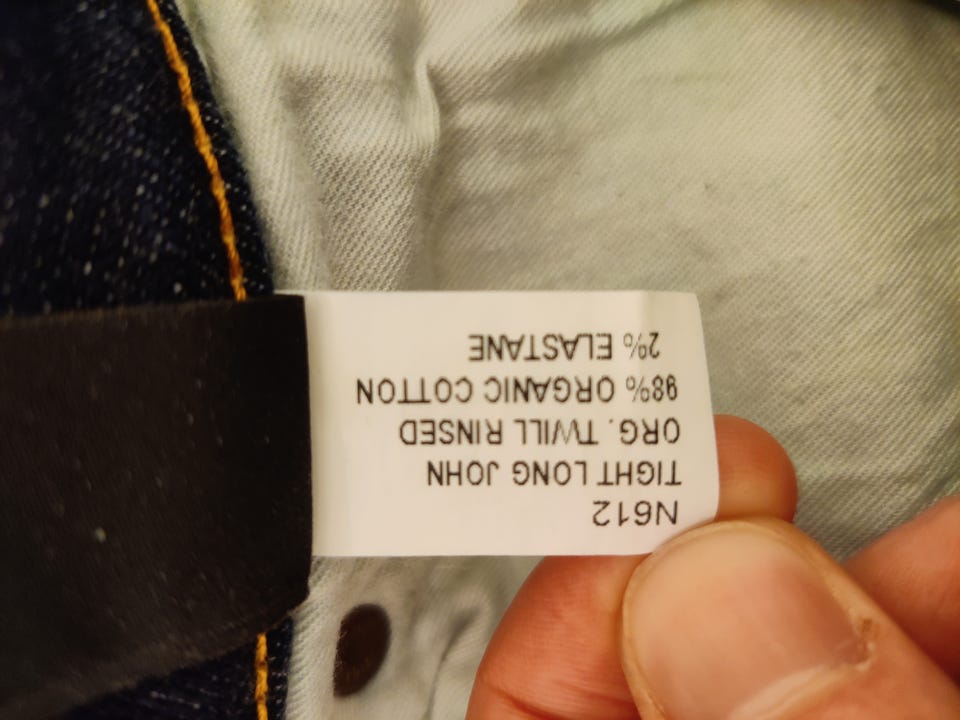 N612
TIGHT LONG JOHN
ORG. TWILL RINSED
98% ORGANIC COTTON
2% ELASTANE